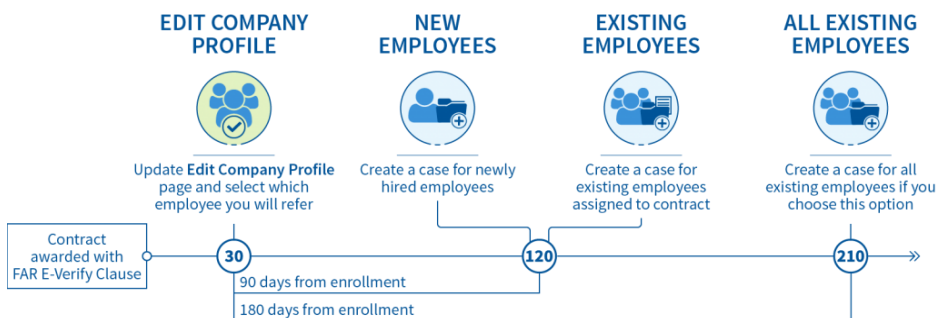 EDIT COMPANY
PROFILE
NEW
EMPLOYEES
EXISTING
EMPLOYEES
ALL EXISTING
EMPLOYEES
Update Edit Company Profile
page and select which
employee you will refer
Create a case for newly
hired employees
Create a case for
existing employees
assigned to contract
Create a case for all
existing employees if you
choose this option
Contract
awarded with
FAR E-Verify Clause
30
120
210
90 days from enrollment
180 days from enrollment